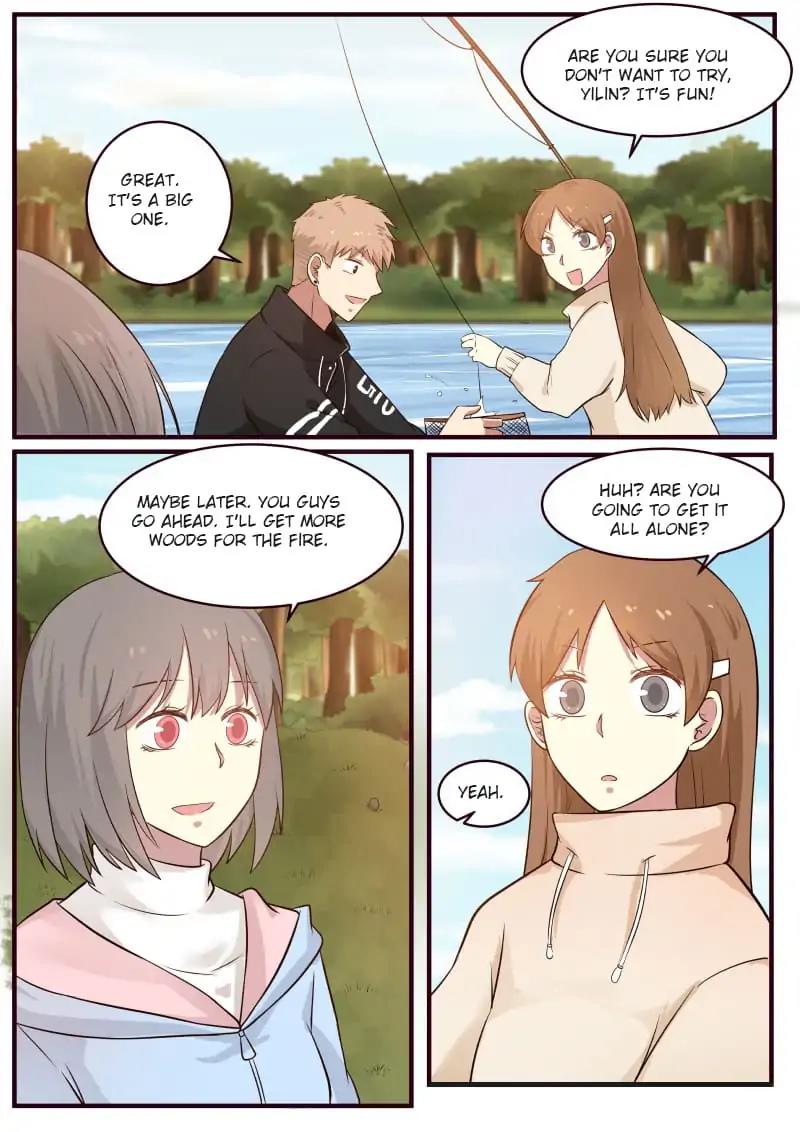 ARE YOU SURE YOU
DON'T WANT TO TRY,
YILIN? IT'S FUN!
GREAT.
IT'S A BIG
ONE.
MAYBE LATER. YOU GUYS
GO AHEAD. I'LL GET MORE
WOODS FOR THE FIRE.
HUH? ARE YOU
GOING TO GET IT
ALL ALONE?
YEAH.